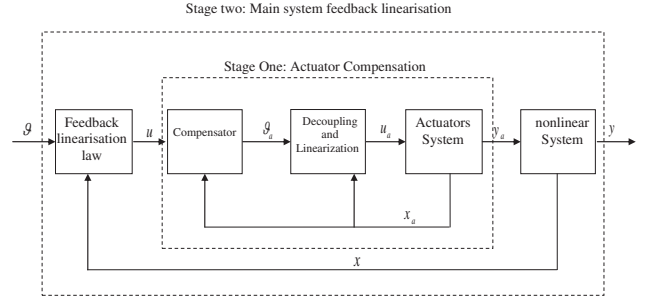 Stage two: Main system feedback linearisation
Stage One: Actuator Compensation
ϑ
Feedback
linearisation
law
u
Compensator
ϑa
Decoupling
and
Linearization
ua
Actuators
System
ya
nonlinear
System
y
xa
x